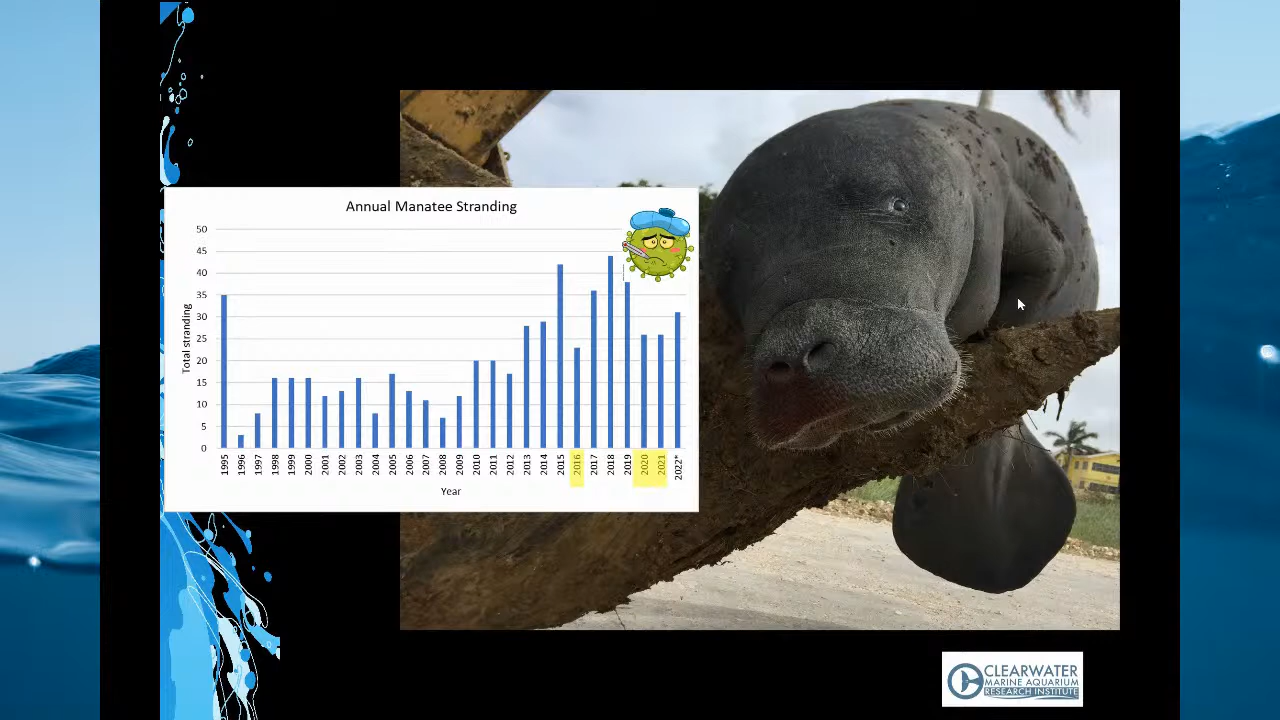 Annual Manatee Stranding
50
45
40
35
30
25
20
15
10
5
0
Total stranding
1995 1996 1997 1998 1999 2000 2001 2002 2003 2004 2005 2006 2007 2008 2009 2010 2011 2012 2013 2014 2015 2016 2017 2018 2019 2020 2021 2022*
Year
CLEARWATER
MARINE AQUARIUM
RESEARCH INSTITUTE